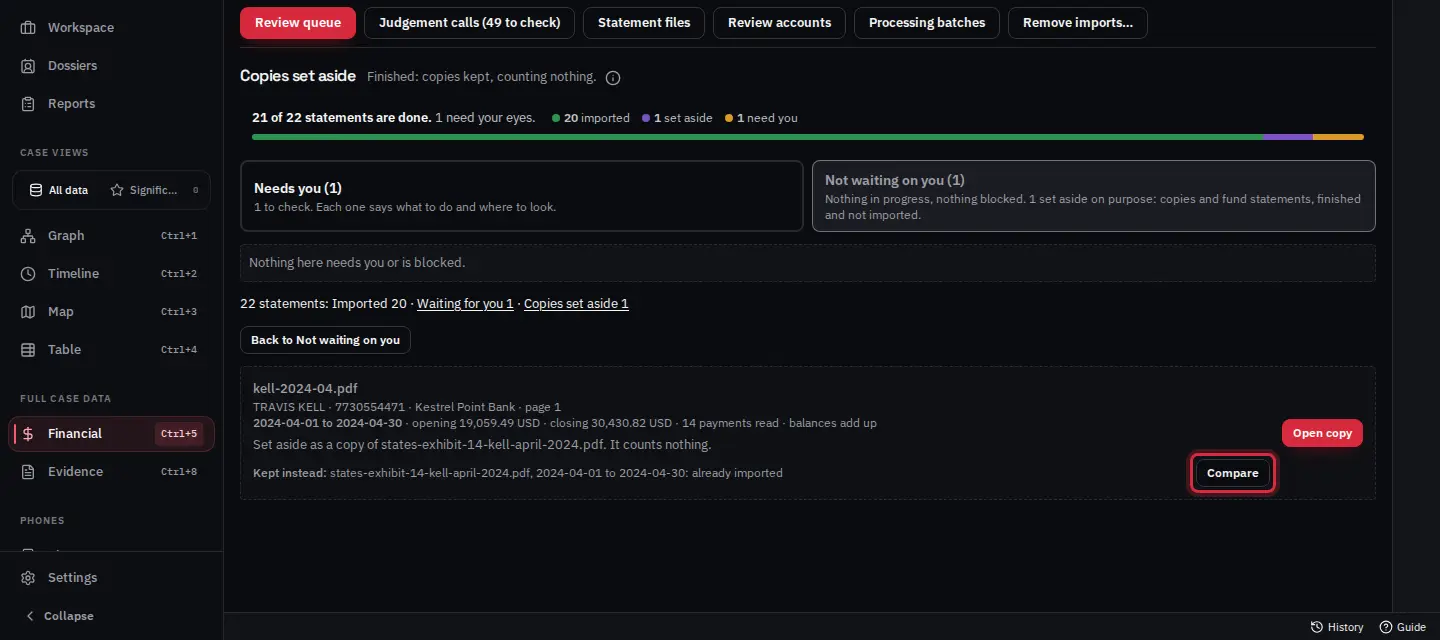 Workspace
Dossiers
Reports
CASE VIEWS
All data
Signific...
0
Graph
Ctrl+1
Timeline
Ctrl+2
Map
Ctrl+3
Table
Ctrl+4
FULL CASE DATA
Financial
Ctrl+5
Evidence
Ctrl+8
PHONES
Settings
Collapse
Review queue
Judgement calls (49 to check)
Statement files
Review accounts
Processing batches
Remove imports...
Copies set aside Finished: copies kept, counting nothing.
21 of 22 statements are done. 1 need your eyes. 20 imported 1 set aside 1 need you
Needs you (1)
1 to check. Each one says what to do and where to look.
Not waiting on you (1)
Nothing in progress, nothing blocked. 1 set aside on purpose: copies and fund statements, finished
and not imported.
Nothing here needs you or is blocked.
22 statements: Imported 20 · Waiting for you 1 · Copies set aside 1
Back to Not waiting on you
kell-2024-04.pdf
TRAVIS KELL · 7730554471 · Kestrel Point Bank · page 1
2024-04-01 to 2024-04-30 · opening 19,059.49 USD · closing 30,430.82 USD · 14 payments read · balances add up
Set aside as a copy of states-exhibit-14-kell-april-2024.pdf. It counts nothing.
Open copy
Kept instead: states-exhibit-14-kell-april-2024.pdf, 2024-04-01 to 2024-04-30: already imported
Compare
History
Guide